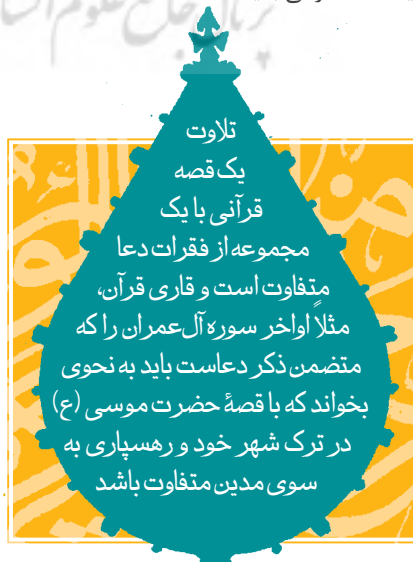 تلاوت
یک قصه
قرآنی با یک
مجموعه از فقرات دعا
متفاوت است و قاری قرآن،
مثلاً اواخر سوره آل‌عمران را که
متضمن ذکر دعاست باید به نحوی
بخواند که با قصهٔ حضرت موسی (ع)
در ترک شهر خود و رهسپاری به
سوی مدین متفاوت باشد